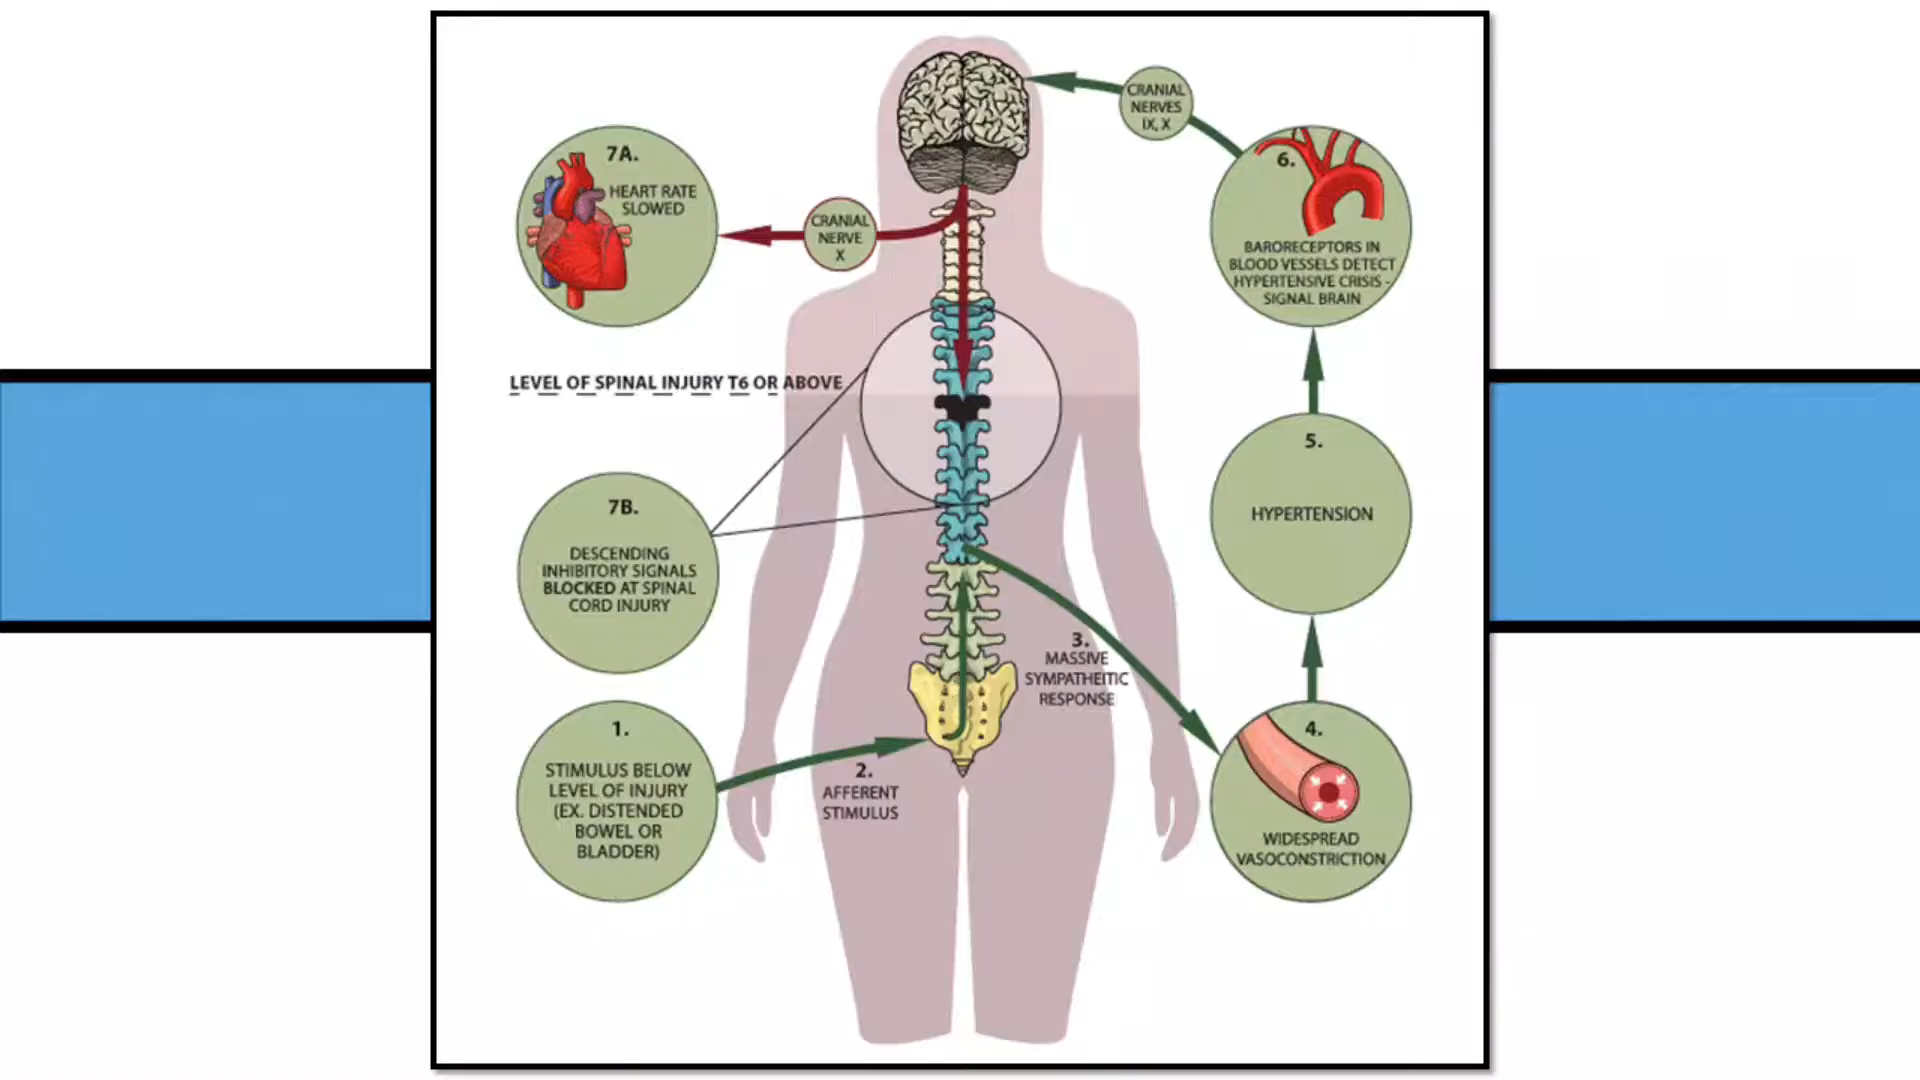 CRANIAL
NERVES
IX, X
7A.
HEART RATE
SLOWED
6.
BARORECEPTORS IN
BLOOD VESSELS DETECT
HYPERTENSIVE CRISIS -
SIGNAL BRAIN
CRANIAL
NERVE
X
LEVEL OF SPINAL INJURY T6 OR ABOVE
5.
HYPERTENSION
7B.
DESCENDING
INHIBITORY SIGNALS
BLOCKED AT SPINAL
CORD INJURY
3.
MASSIVE
SYMPATHEITIC
RESPONSE
1.
STIMULUS BELOW
LEVEL OF INJURY
(EX. DISTENDED
BOWEL OR
BLADDER)
2.
AFFERENT
STIMULUS
4.
WIDESPREAD
VASOCONSTRICTION